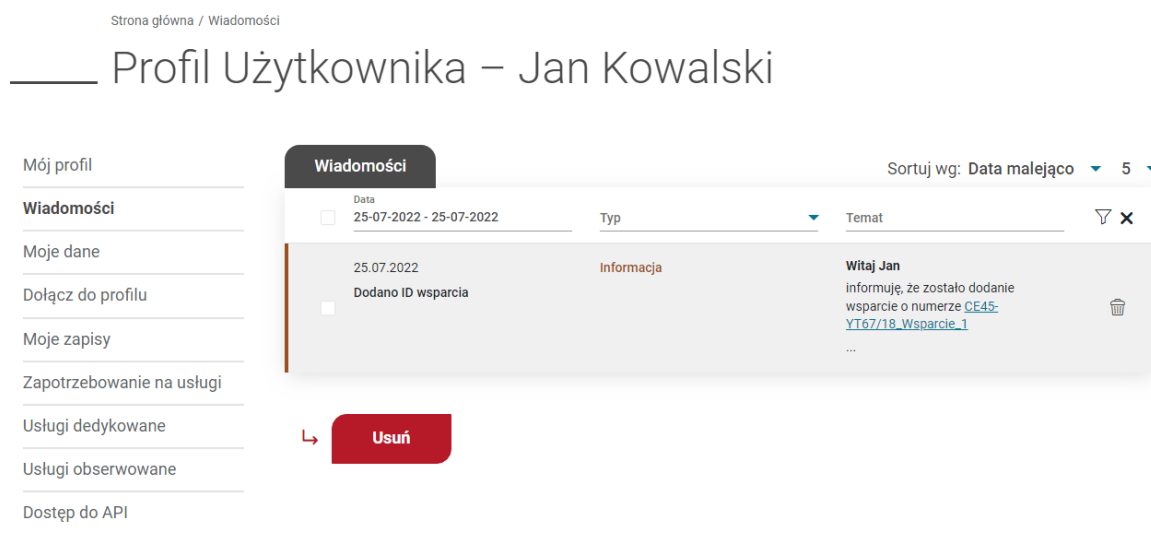 Strona główna / Wiadomości
Profil Użytkownika – Jan Kowalski
Mój profil
Wiadomości
Moje dane
Dołącz do profilu
Moje zapisy
Zapotrzebowanie na usługi
Usługi dedykowane
Usługi obserwowane
Dostęp do API
Wiadomości
Sortuj wg: Data malejąco 5
Data
25-07-2022 - 25-07-2022
Typ
Temat
25.07.2022
Dodano ID wsparcia
Informacja
Witaj Jan
informuję, że zostało dodanie
wsparcie o numerze CE45-
YT67/18_Wsparcie_1
...
Usuń